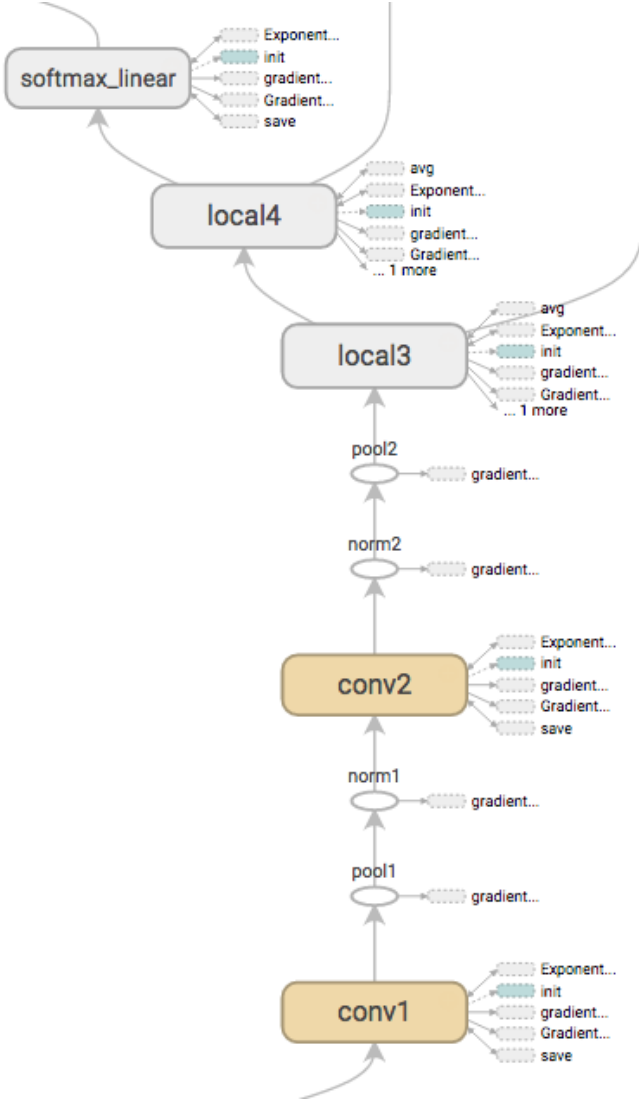 Exponent...
init
softmax_linear
gradient...
Gradient...
save
avg
Exponent...
local4
init
gradient...
Gradient...
... 1 more
avg
Exponent...
local3
init
gradient...
Gradient...
... 1 more
pool2
gradient...
norm2
gradient...
Exponent...
init
conv2
gradient...
Gradient...
save
norm1
gradient...
pool1
gradient...
Exponent...
init
conv1
gradient...
Gradient...
save